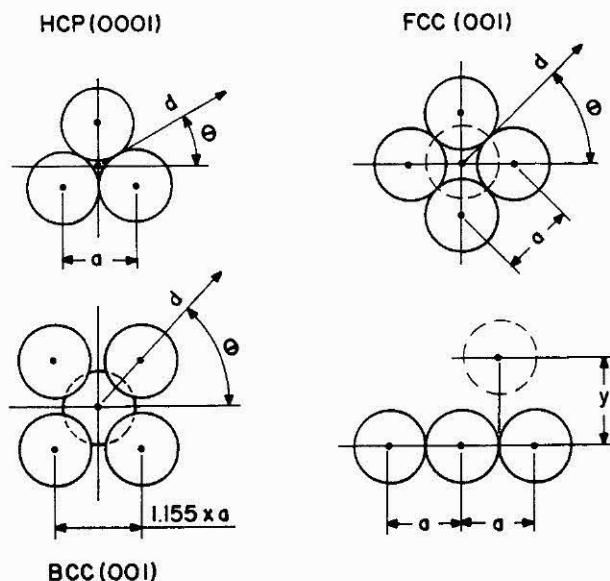 HCP (0001)
FCC (001)
d
θ
a
d
θ
a
d
θ
1.155 x a
BCC (001)
y
a
a